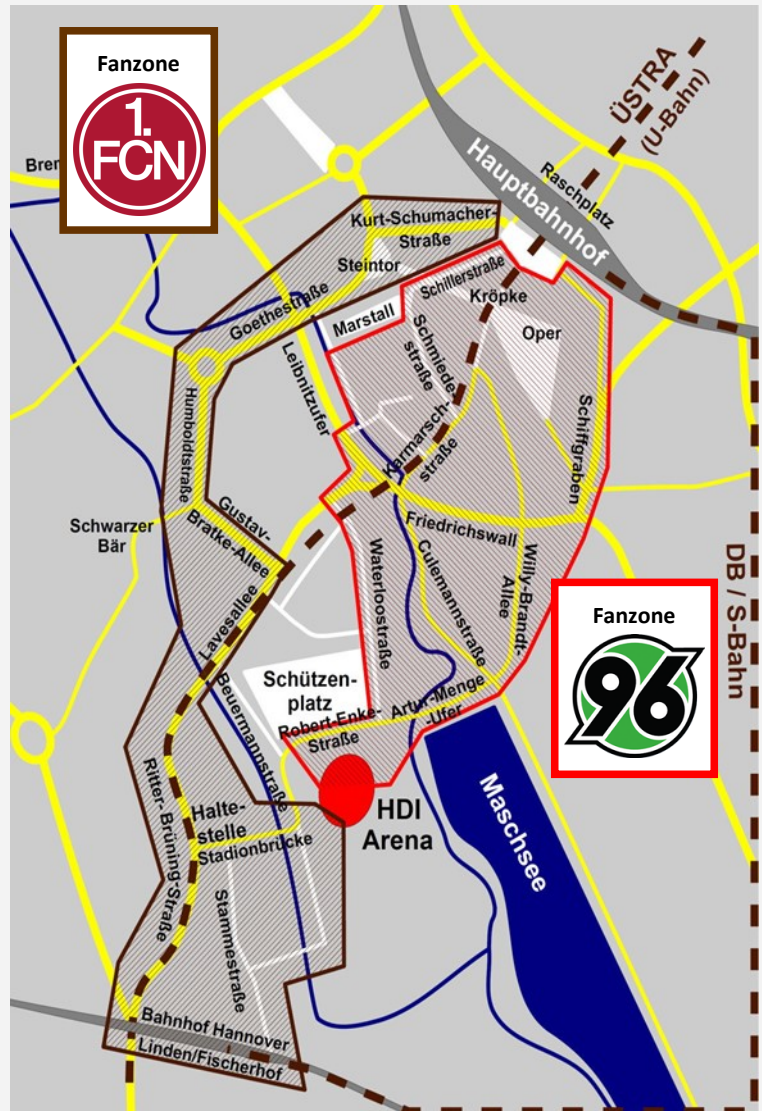 Fanzone
1.
FCN
ÜSTRA
(U-Bahn)
Hauptbahnhof
Raschplatz
Bre
Kurt-Schumacher-
Straße
Steintor
Goethestraße
Marstall
Schillerstraße
Kröpke
Oper
Schmiede-
straße
Leibnitzufer
Humboldtstraße
Karmarsch-
straße
Schiffgraben
Schwarzer
Bär
Gustav-
Bratke-Allee
Friedrichswall
Waterloostraße
Culemannstraße
Willy-Brandt-
Allee
DB / S-Bahn
Lavesallee
Fanzone
96
Schützen-
platz
Beuermannstraße
Robert-Enke-
Straße
Artur-Menge
-Ufer
HDI
Arena
Maschsee
Ritter- Brüning-Straße
Halte-
stelle
Stadionbrücke
Stammestraße
Bahnhof Hannover
Linden/Fischerhof